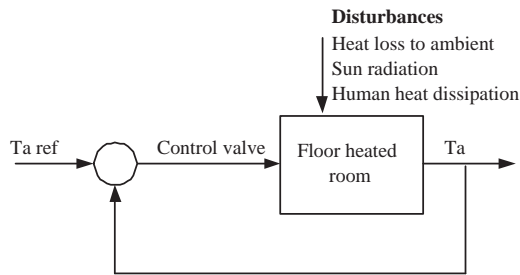 Disturbances
Heat loss to ambient
Sun radiation
Human heat dissipation
Ta ref
Control valve
Floor heated
room
Ta